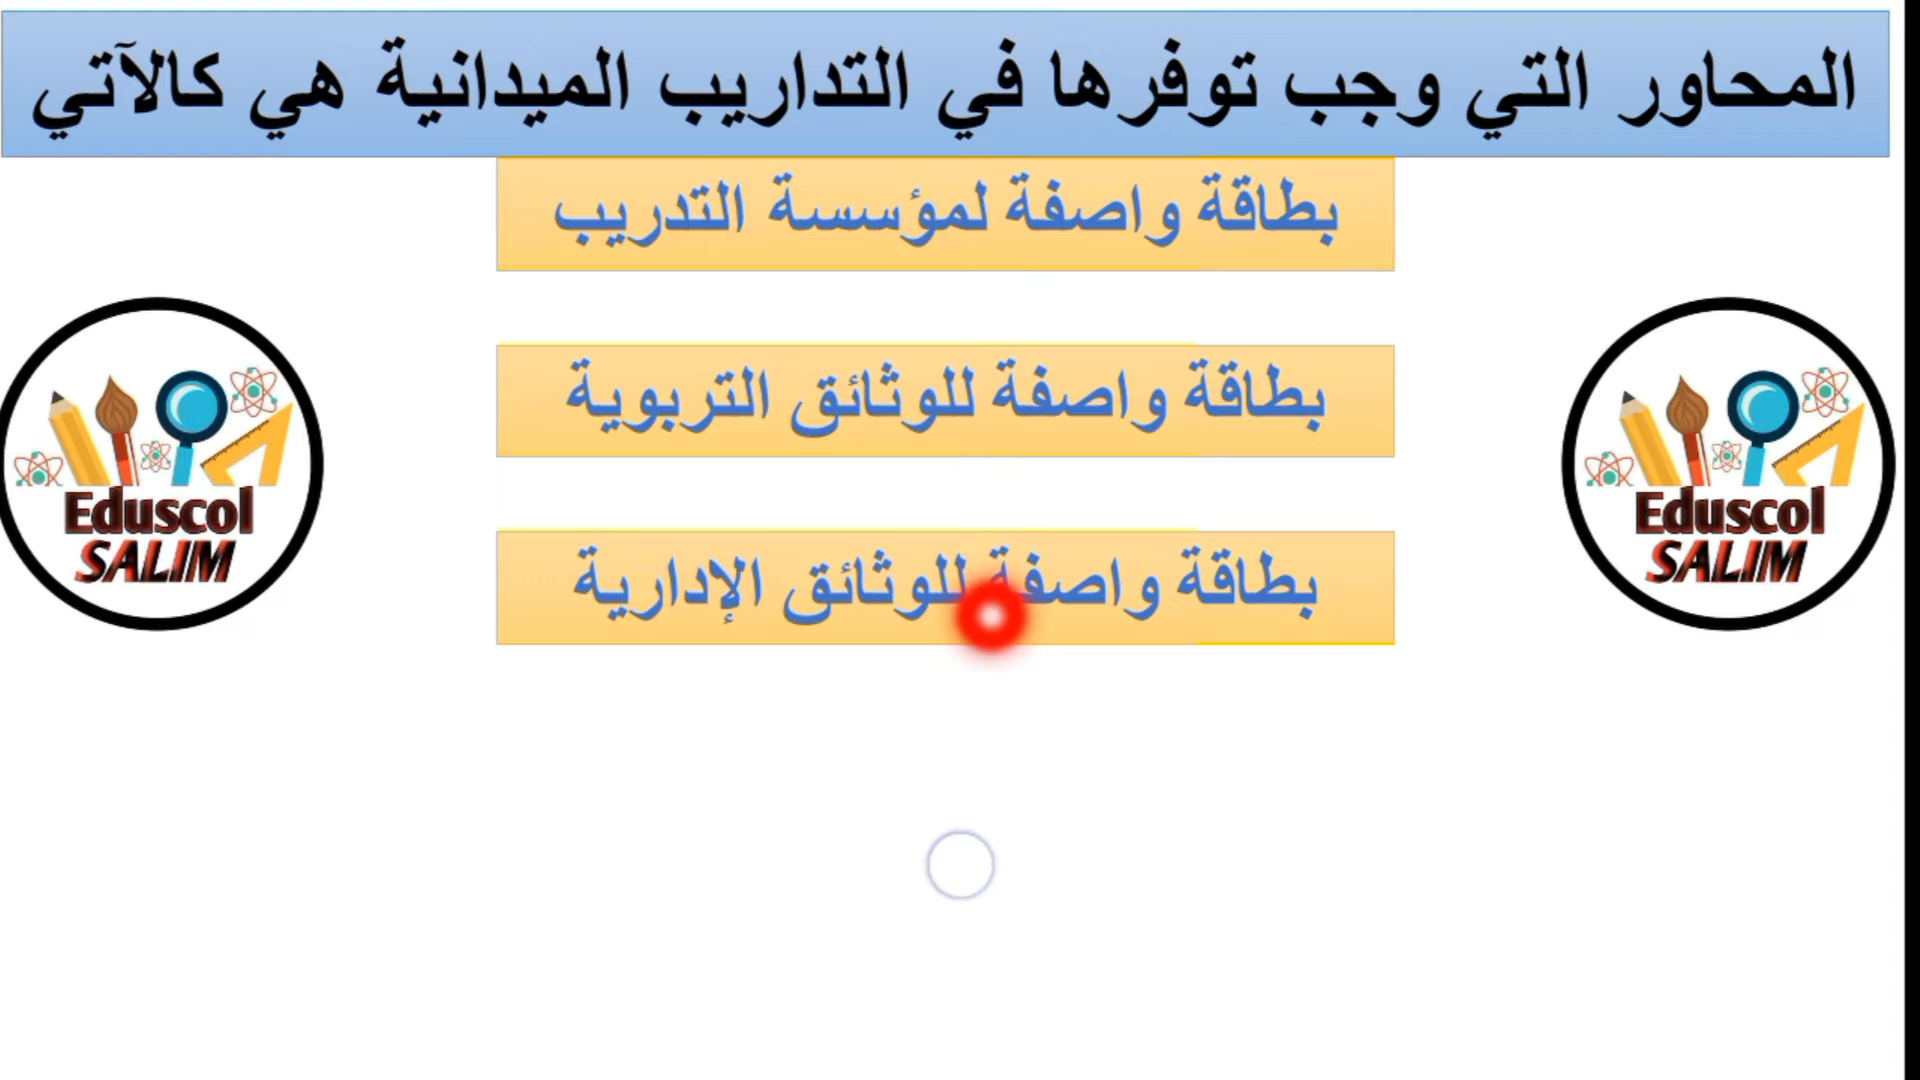 المحاور التي وجب توفرها في التداريب الميدانية هي كالآتي
بطاقة واصفة لمؤسسة التدريب
بطاقة واصفة للوثائق التربوية
بطاقة واصفة للوثائق الإدارية
Eduscol
SALIM
Eduscol
SALIM